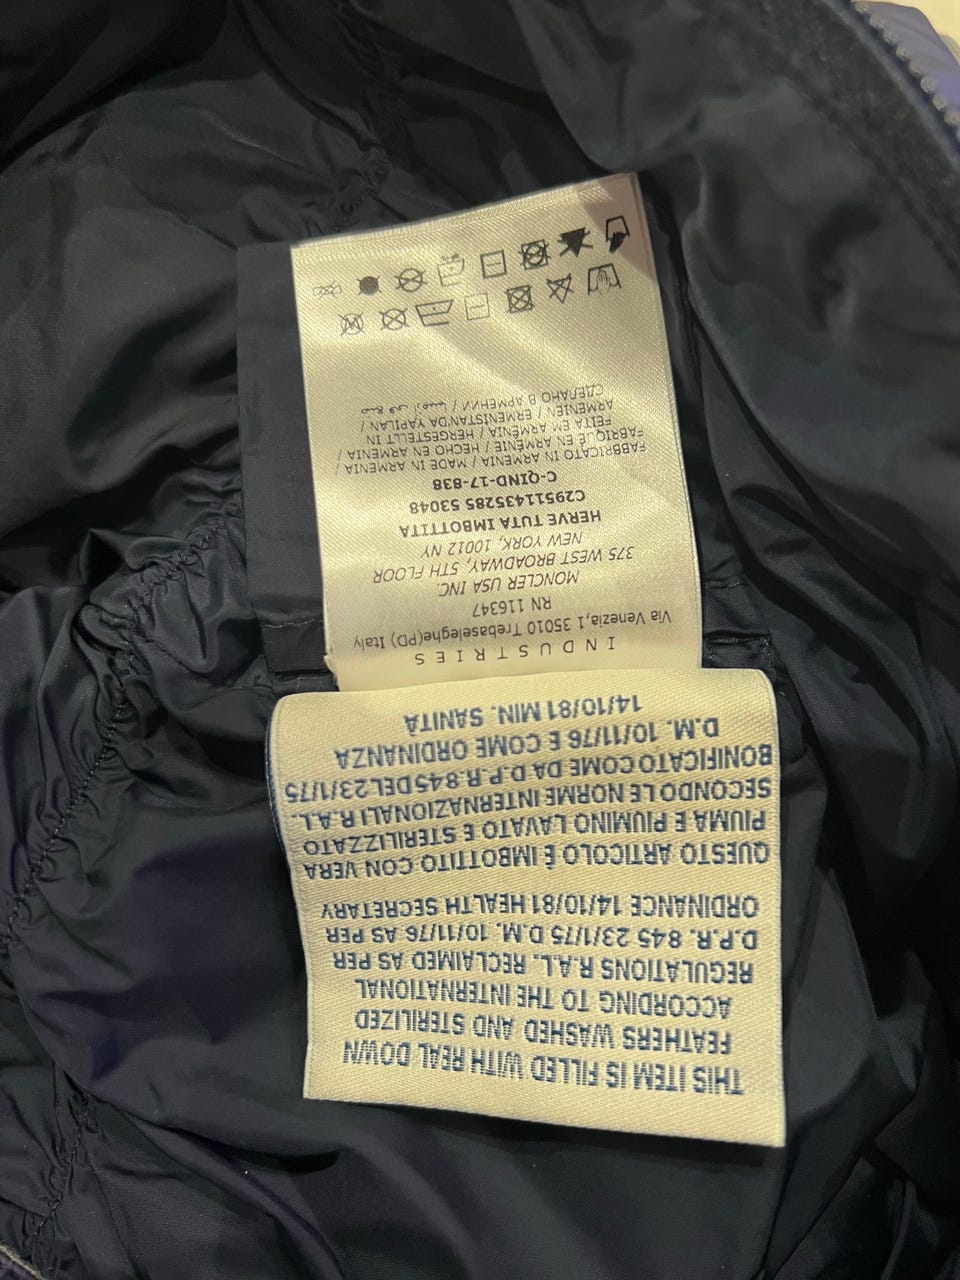 INDUSTRIES
Via Venezia,1 35010 Trebaseleghe(PD) Italy
RN 116347
MONCLER USA INC.
375 WEST BROADWAY, 5TH FLOOR
NEW YORK, 10012 NY
HERVE TUTA IMBOTTITA
C29511435285 53048
C-QIND-17-838
FABBRICATO IN ARMENIA / MADE IN ARMENIA /
FABRIQUÉ EN ARMÉNIE / HECHO EN ARMENIA /
FEITA EM ARMÊNIA / HERGESTELLT IN
ARMENIEN / ERMENISTANDA YAPILAN /
СДЕЛАНО В АРМЕНИИ /
THIS ITEM IS FILLED WITH REAL DOWN
FEATHERS WASHED AND STERILIZED
ACCORDING TO THE INTERNATIONAL
REGULATIONS R.A.L. RECLAIMED AS PER
D.P.R. 845 23/1/75 D.M. 10/11/76 AS PER
ORDINANCE 14/10/81 HEALTH SECRETARY
QUESTO ARTICOLO È IMBOTTITO CON VERA
PIUMA E PIUMINO LAVATO E STERILIZZATO
SECONDO LE NORME INTERNAZIONALI R.A.L.
BONIFICATO COME DA D.P.R. 845 DEL 23/1/75
D.M. 10/11/76 E COME ORDINANZA
14/10/81 MIN. SANITÀ